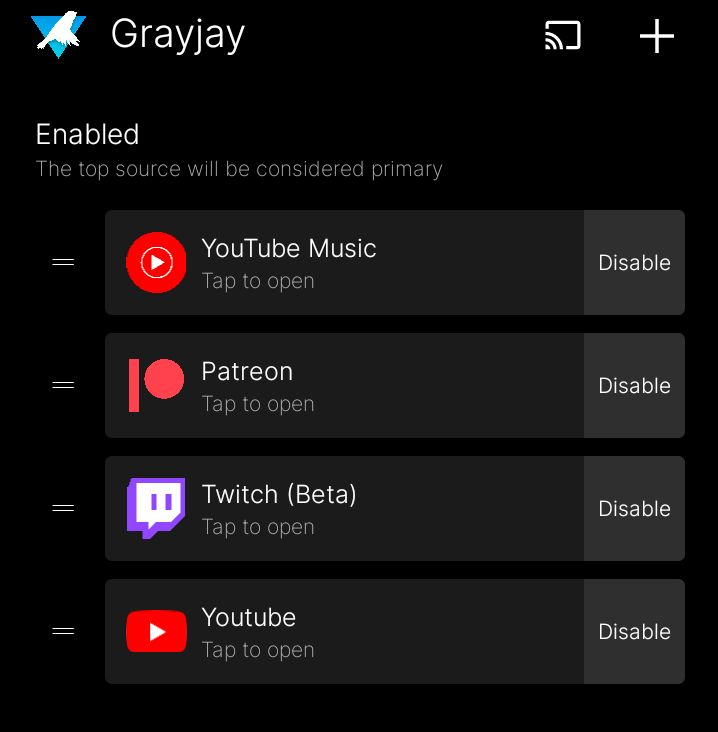 Grayjay
Enabled
The top source will be considered primary
YouTube Music
Tap to open
Disable
Patreon
Tap to open
Disable
Twitch (Beta)
Tap to open
Disable
Youtube
Tap to open
Disable